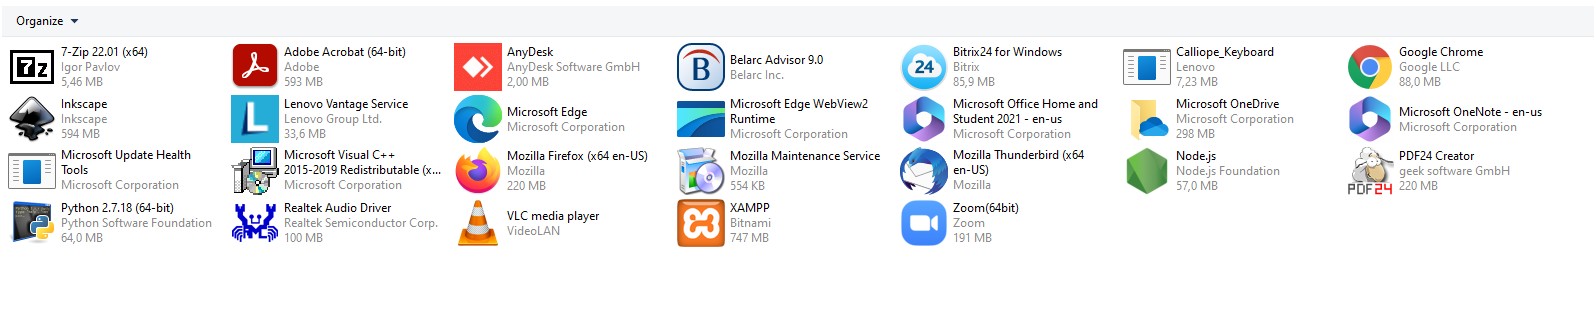 Organize
7-Zip 22.01 (x64)
Igor Pavlov
5,46 MB
Adobe Acrobat (64-bit)
Adobe
593 MB
AnyDesk
AnyDesk Software GmbH
2,00 MB
Belarc Advisor 9.0
Belarc Inc.
Bitrix24 for Windows
Bitrix
85,9 MB
Calliope_Keyboard
Lenovo
7,23 MB
Google Chrome
Google LLC
88,0 MB
Inkscape
Inkscape
594 MB
Lenovo Vantage Service
Lenovo Group Ltd.
33,6 MB
Microsoft Edge
Microsoft Corporation
Microsoft Edge WebView2
Runtime
Microsoft Corporation
Microsoft Office Home and
Student 2021 - en-us
Microsoft Corporation
Microsoft OneDrive
Microsoft Corporation
298 MB
Microsoft OneNote - en-us
Microsoft Corporation
Microsoft Update Health
Tools
Microsoft Corporation
Microsoft Visual C++
2015-2019 Redistributable (x...
Microsoft Corporation
Mozilla Firefox (x64 en-US)
Mozilla
220 MB
Mozilla Maintenance Service
Mozilla
554 KB
Mozilla Thunderbird (x64
en-US)
Mozilla
Node.js
Node.js Foundation
57,0 MB
PDF24
PDF24 Creator
geek software GmbH
220 MB
Python 2.7.18 (64-bit)
Python Software Foundation
64,0 MB
Realtek Audio Driver
Realtek Semiconductor Corp.
100 MB
VLC media player
VideoLAN
XAMPP
Bitnami
747 MB
24
Zoom(64bit)
Zoom
191 MB